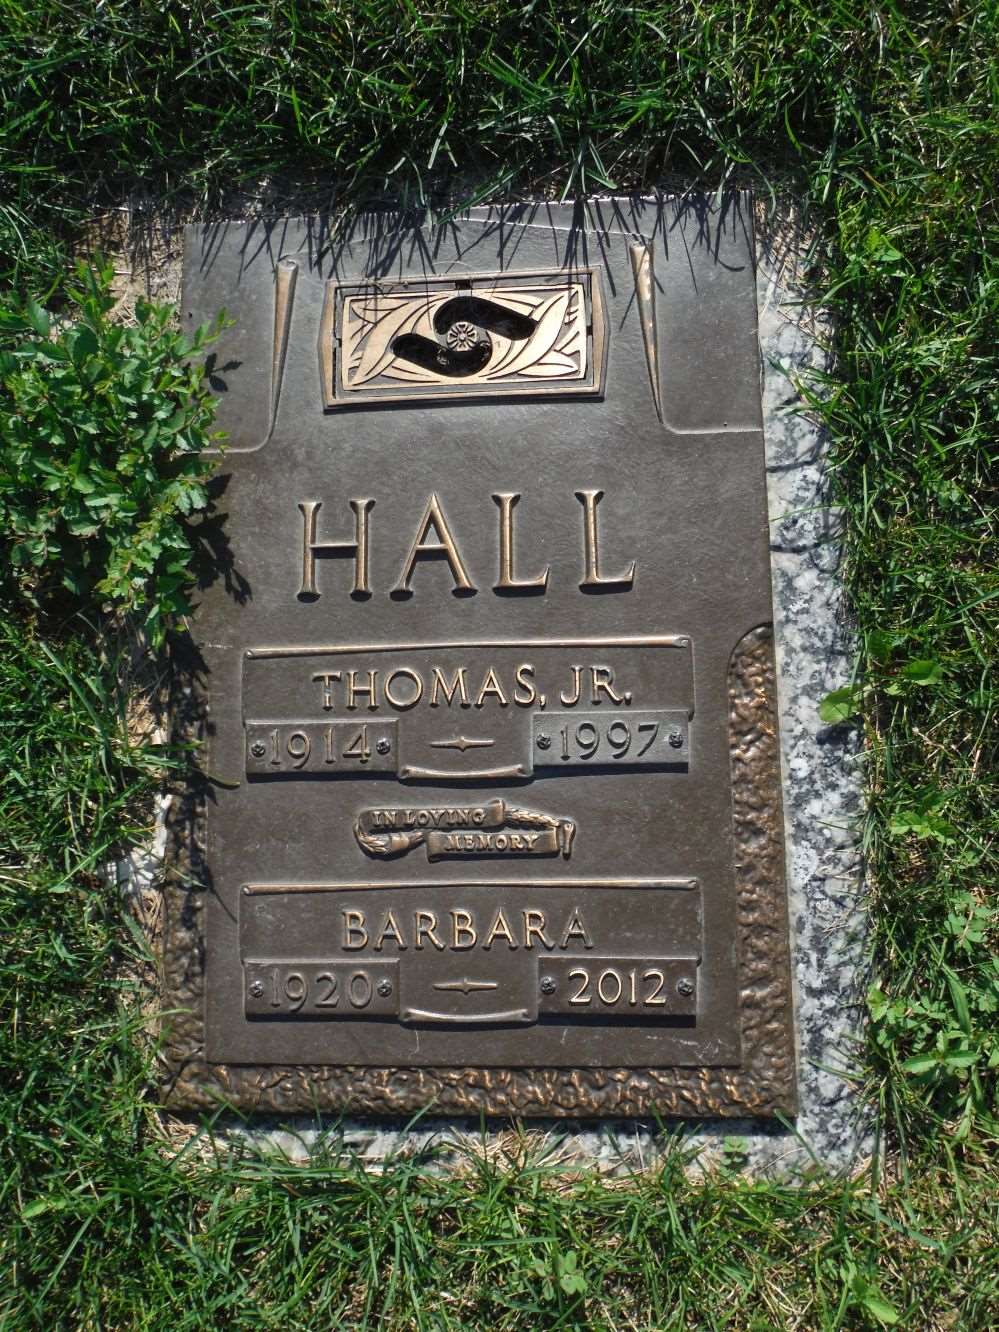 HALL
THOMAS, JR.
1914 1997
IN LOVING
MEMORY
BARBARA
1920 2012